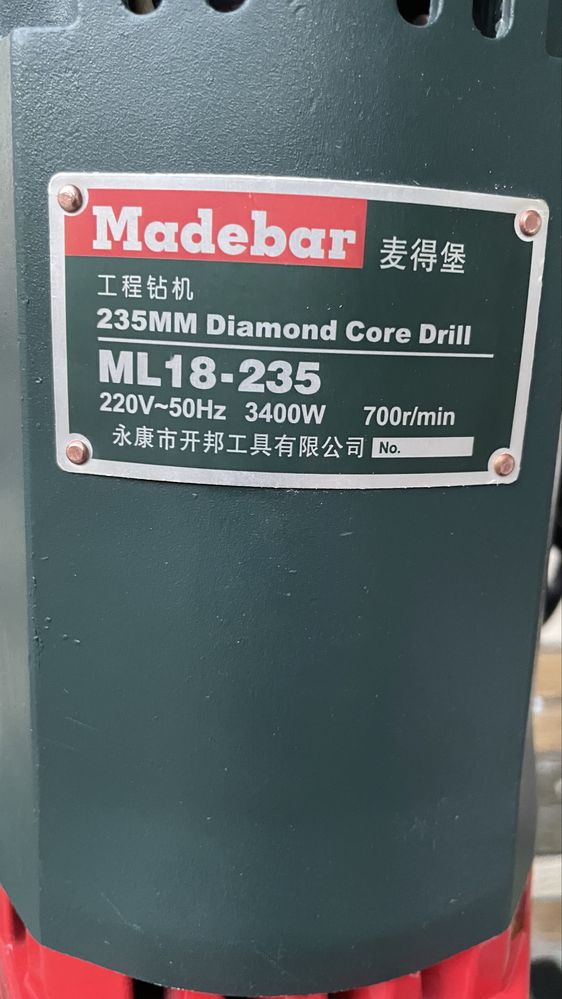 Madebar 麦得堡
工程钻机
235MM Diamond Core Drill
ML18-235
220V~50Hz 3400W 700r/min
永康市开邦工具有限公司 No.